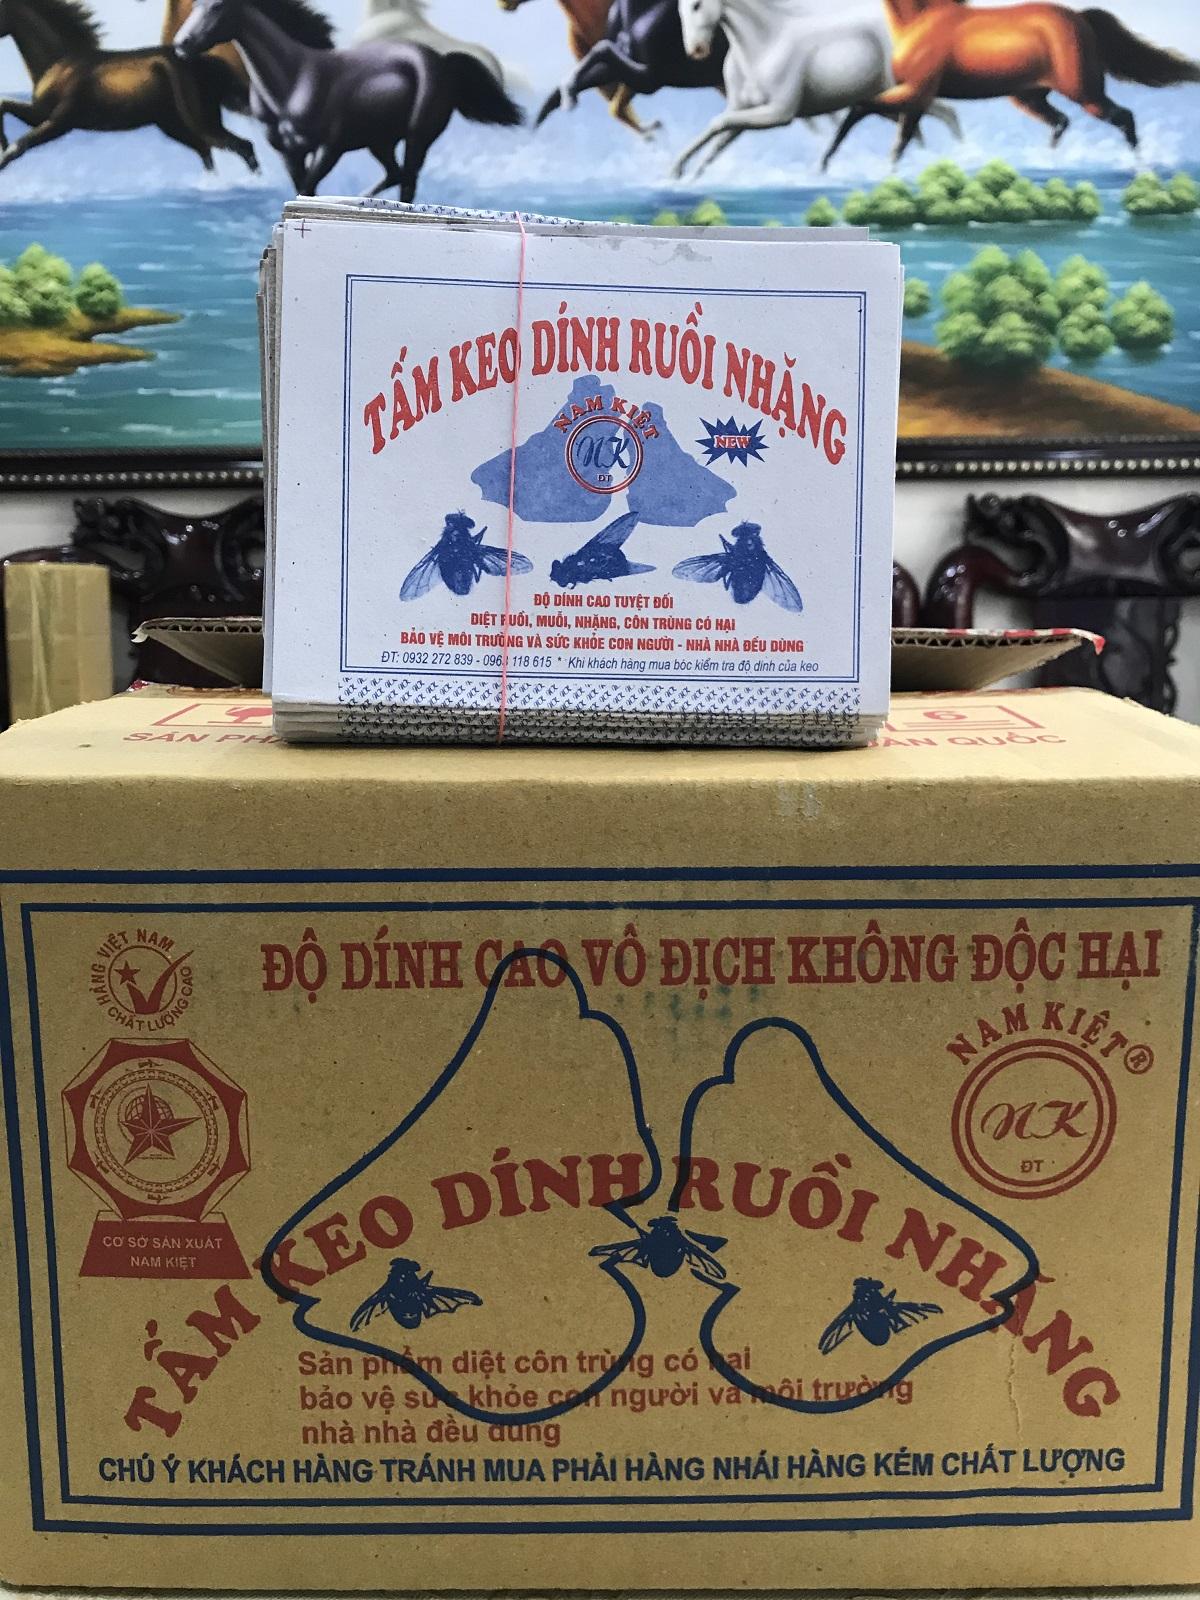 TẤM KEO DÍNH RUỒI NHẶNG
NAM KIỆT
NK
ĐT
NEW
ĐỘ DÍNH CAO TUYỆT ĐỐI
DIỆT RUỒI, MUỖI, NHẶNG, CÔN TRÙNG CÓ HẠI
BẢO VỆ MÔI TRƯỜNG VÀ SỨC KHỎE CON NGƯỜI - NHÀ NHÀ ĐỀU DÙNG
ĐT: 0932 272 839 - 0963 118 615 * Khi khách hàng mua bóc kiểm tra độ dính của keo
6
SẢN PH
QUỐC
HÀNG VIỆT NAM
CHẤT LƯỢNG CAO
ĐỘ DÍNH CAO VÔ ĐỊCH KHÔNG ĐỘC HẠI
NAM KIỆT ®
NK
ĐT
CƠ SỞ SẢN XUẤT
NAM KIỆT
TẤM KEO DÍNH RUỒI NHẶNG
Sản phẩm diệt côn trùng có hại
bảo vệ sức khỏe con người và môi trường
nhà nhà đều dùng
CHÚ Ý KHÁCH HÀNG TRÁNH MUA PHẢI HÀNG NHÁI HÀNG KÉM CHẤT LƯỢNG